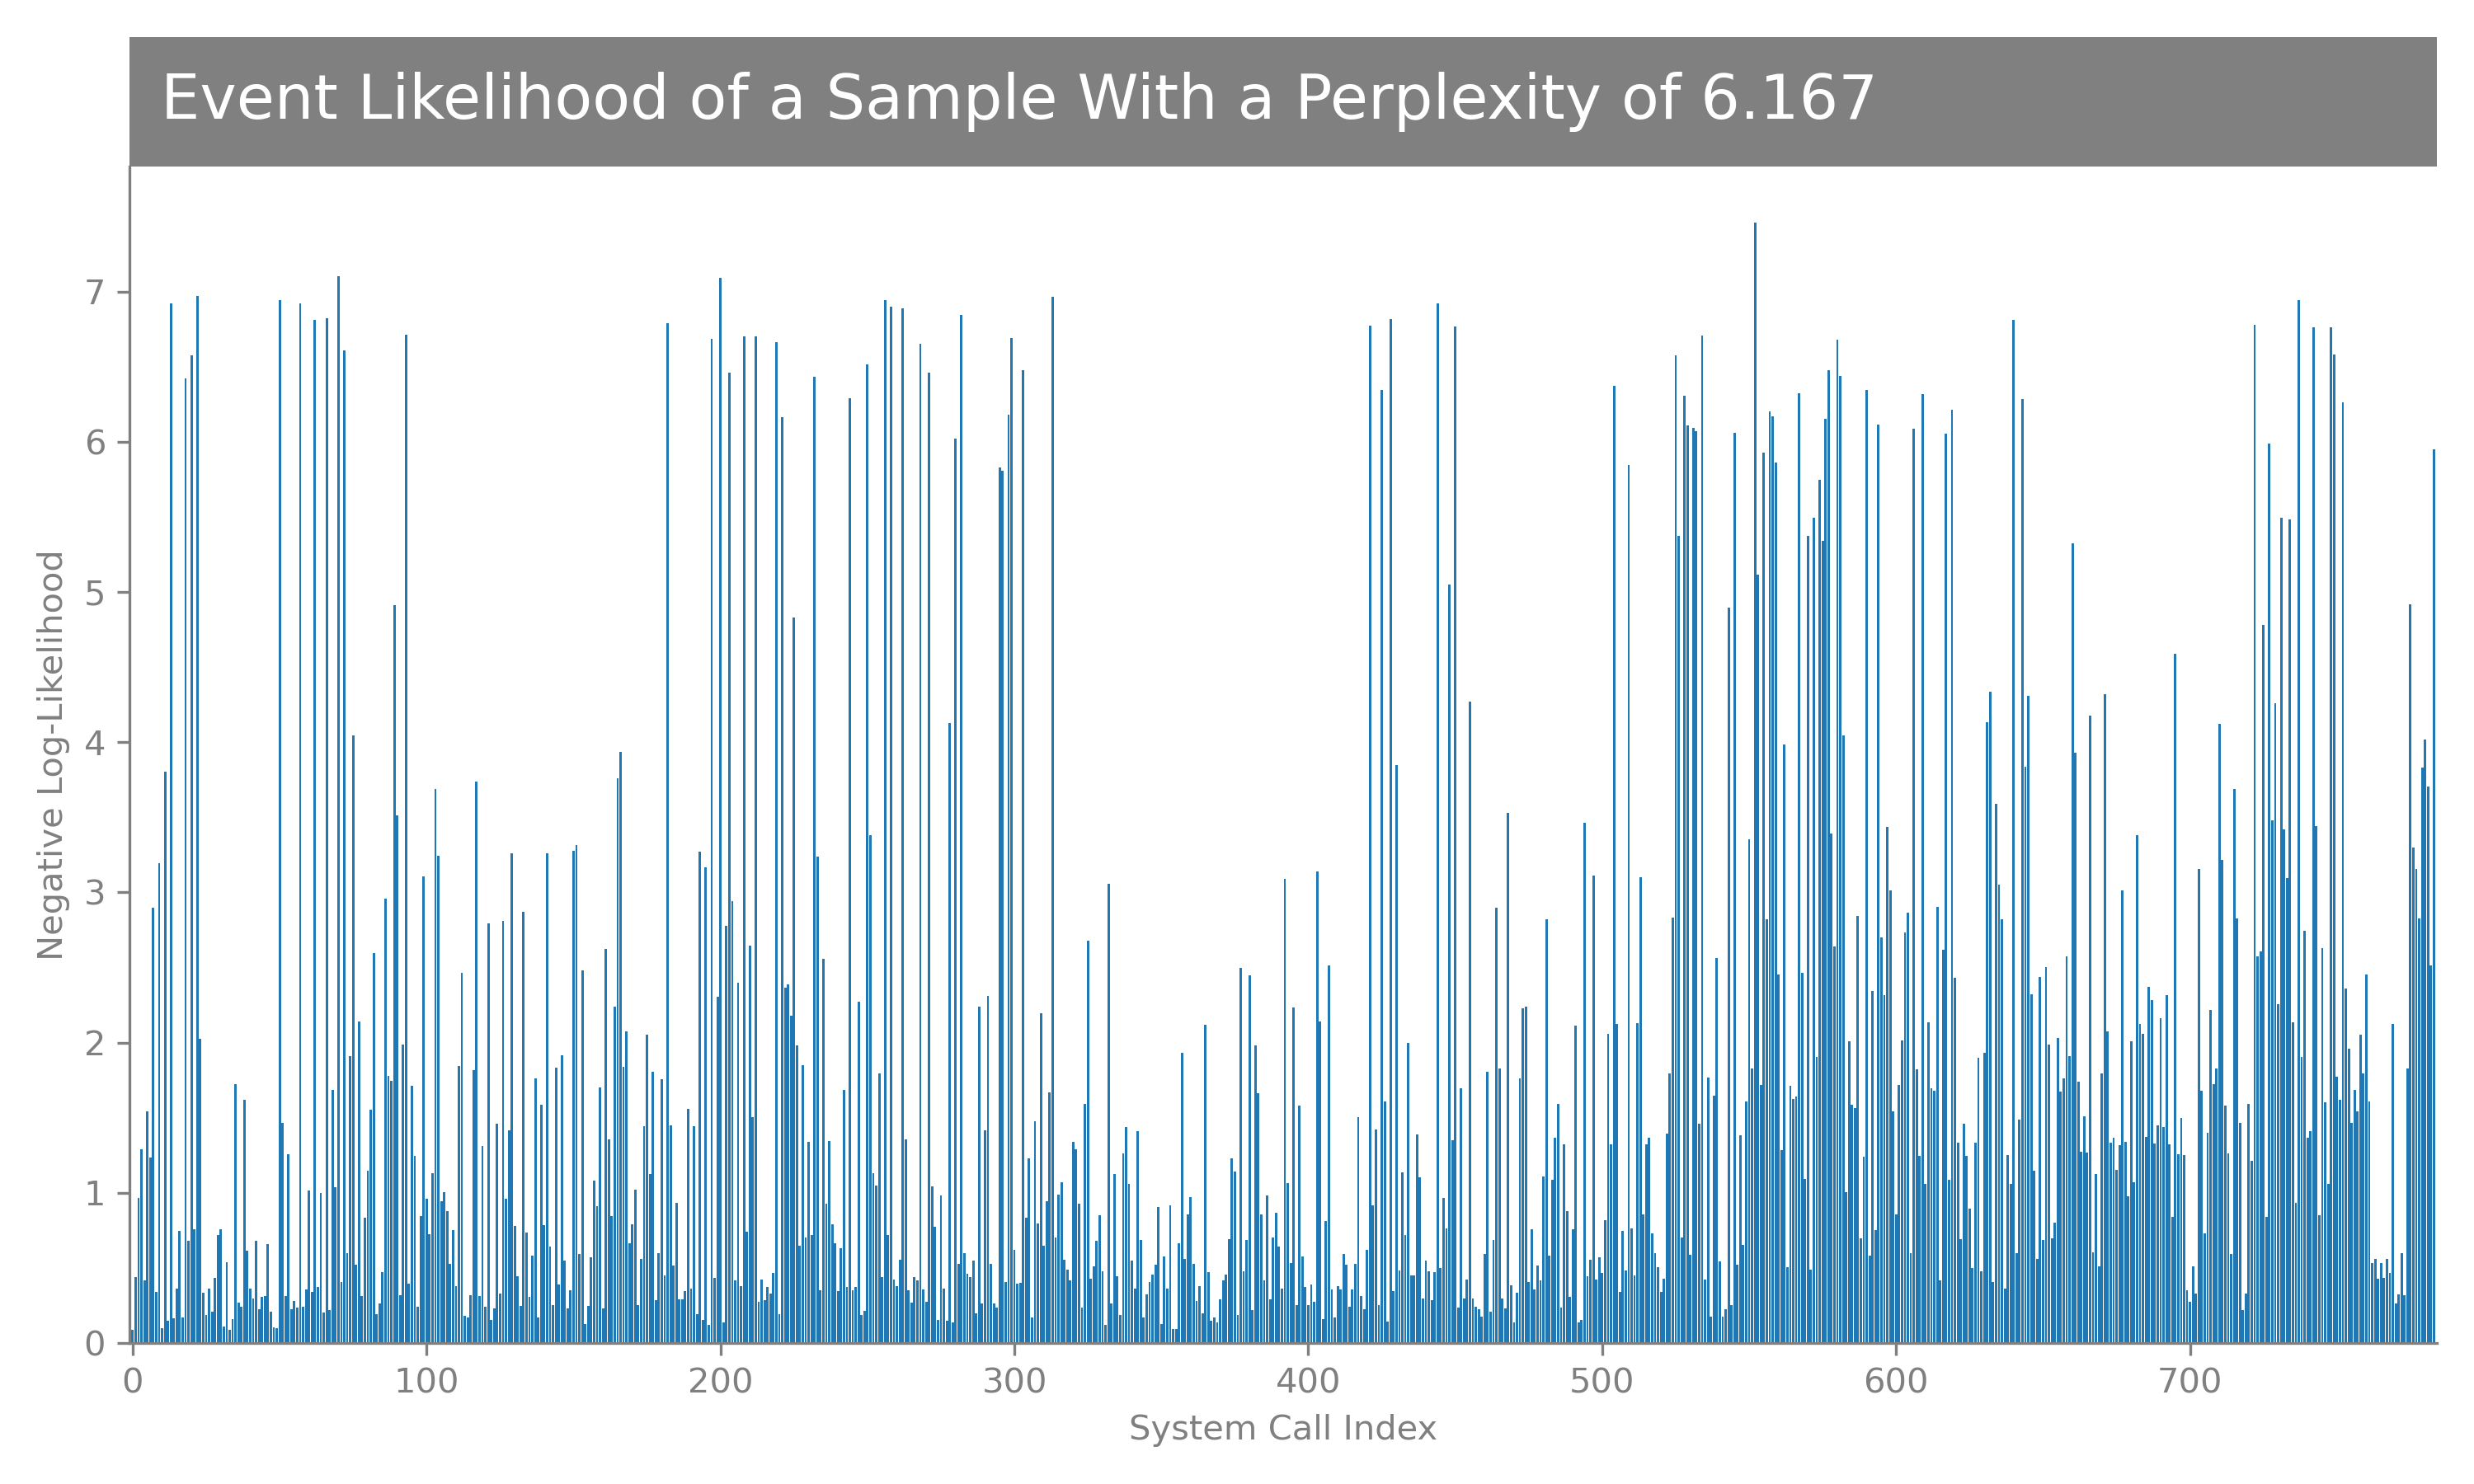 Event Likelihood of a Sample With a Perplexity of 6.167
7
6
5
4
3
2
1
0
Negative Log-Likelihood
0 100 200 300 400 500 600 700
System Call Index